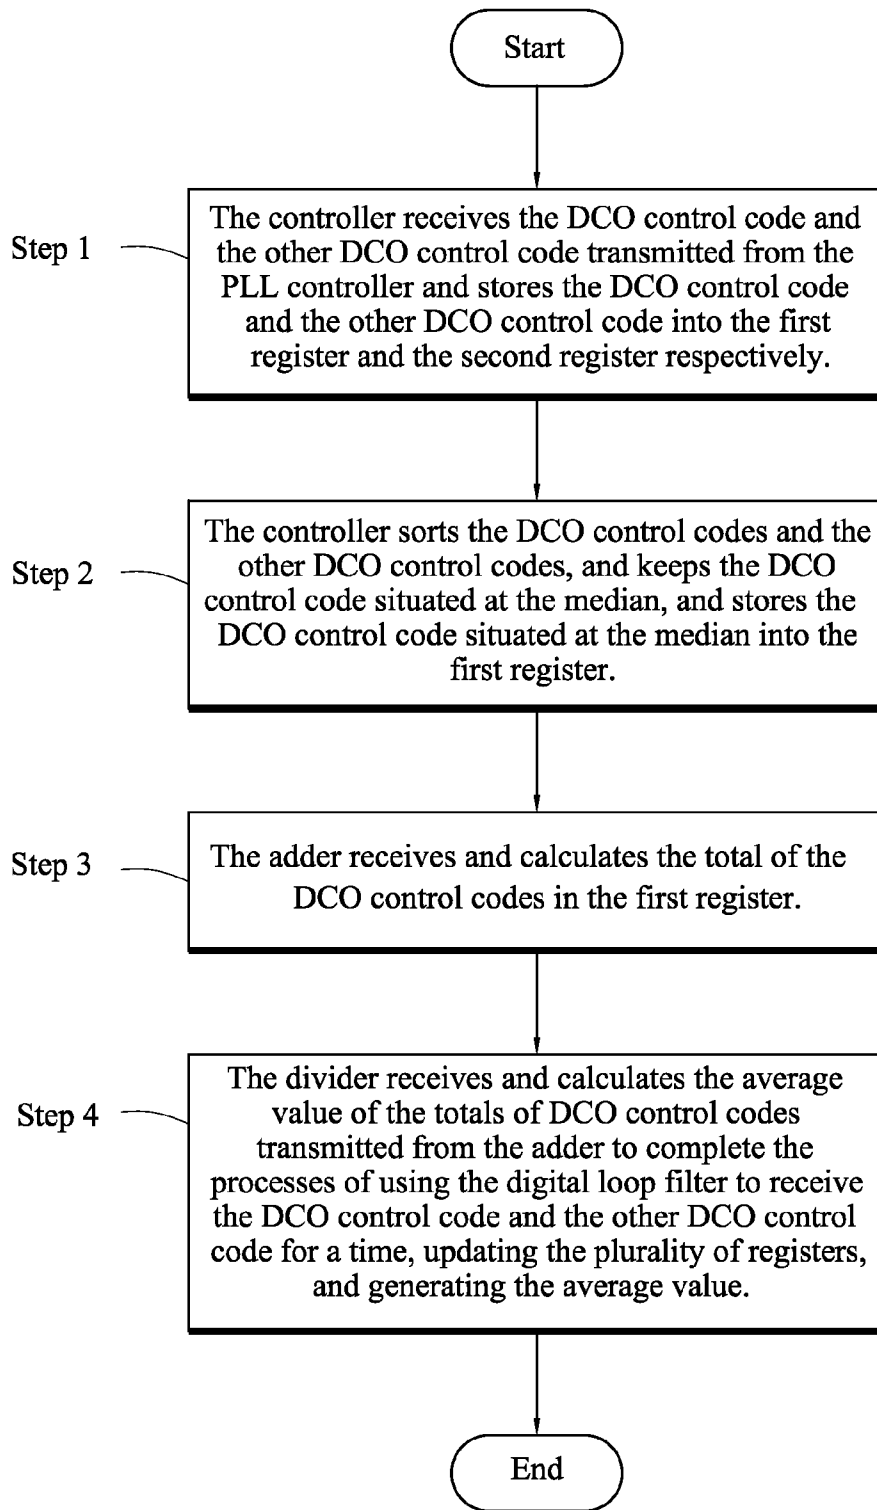 Start
Step 1
The controller receives the DCO control code and
the other DCO control code transmitted from the
PLL controller and stores the DCO control code
and the other DCO control code into the first
register and the second register respectively.
Step 2
The controller sorts the DCO control codes and the
other DCO control codes, and keeps the DCO
control code situated at the median, and stores the
DCO control code situated at the median into the
first register.
Step 3
The adder receives and calculates the total of the
DCO control codes in the first register.
Step 4
The divider receives and calculates the average
value of the totals of DCO control codes
transmitted from the adder to complete the
processes of using the digital loop filter to receive
the DCO control code and the other DCO control
code for a time, updating the plurality of registers,
and generating the average value.
End